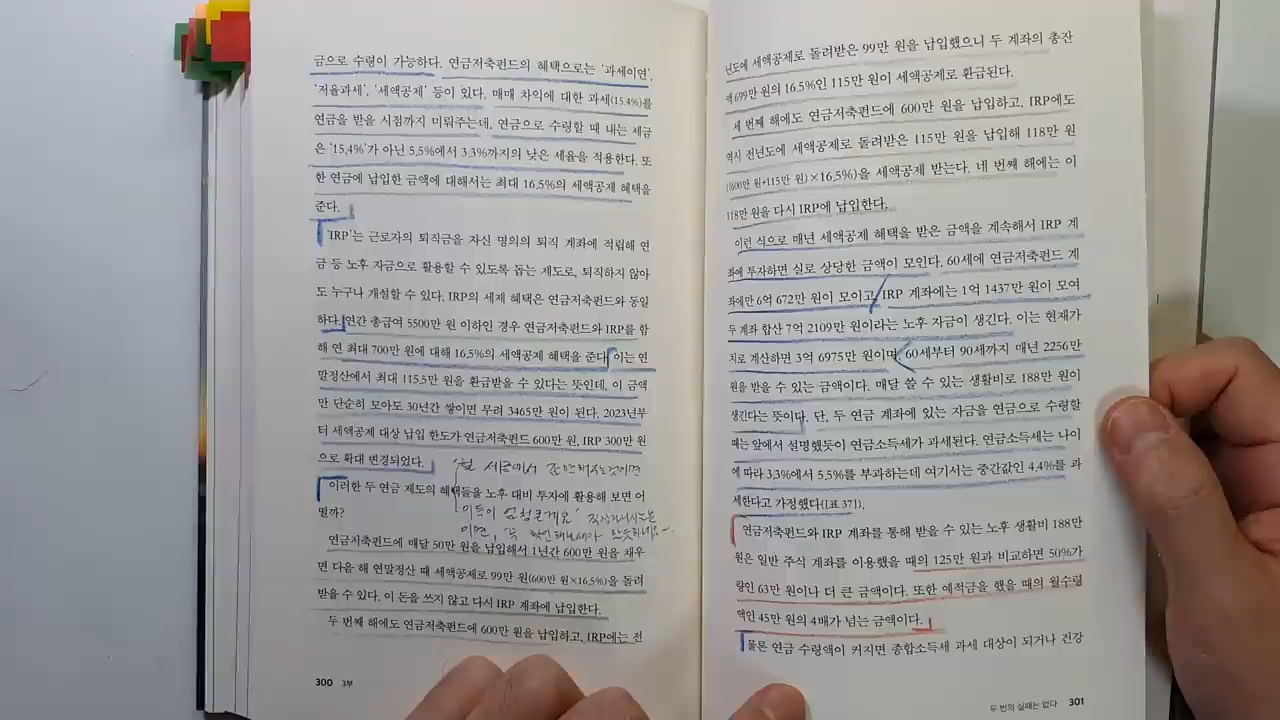 금으로 수령이 가능하다. 연금저축펀드의 혜택으로는 ‘과세이연’,
‘저율과세’, ‘세액공제’ 등이 있다. 매매 차익에 대한 과세(15.4%)를
연금을 받을 시점까지 미뤄주는데, 연금으로 수령할 때 내는 세금
은 ‘15.4%’가 아닌 5.5%에서 3.3%까지의 낮은 세율을 적용한다. 또
한 연금에 납입한 금액에 대해서는 최대 16.5%의 세액공제 혜택을
준다.
‘IRP’는 근로자의 퇴직금을 자신 명의의 퇴직 계좌에 적립해 연
금 등 노후 자금으로 활용할 수 있도록 돕는 제도로, 퇴직하지 않아
도 누구나 개설할 수 있다. IRP의 세제 혜택은 연금저축펀드와 동일
하다. 연간 총급여 5500만 원 이하인 경우 연금저축펀드와 IRP를 합
해 연 최대 700만 원에 대해 16.5%의 세액공제 혜택을 준다. 이는 연
말정산에서 최대 115.5만 원을 환급받을 수 있다는 뜻인데, 이 금액
만 단순히 모아도 30년간 쌓이면 무려 3465만 원이 된다. 2023년부
터 세액공제 대상 납입 한도가 연금저축펀드 600만 원, IRP 300만 원
으로 확대 변경되었다.
이러한 두 연금 제도의 혜택들을 노후 대비 투자에 활용해 보면 어
떨까?
연금저축펀드에 매달 50만 원을 납입해서 1년간 600만 원을 채우
면 다음 해 연말정산 때 세액공제로 99만 원(600만 원×16.5%)을 돌려
받을 수 있다. 이 돈을 쓰지 않고 다시 IRP 계좌에 납입한다.
두 번째 해에도 연금저축펀드에 600만 원을 납입하고, IRP에는 전
300 3부
년도에 세액공제로 돌려받은 99만 원을 납입했으니 두 계좌의 총잔
액 699만 원의 16.5%인 115만 원이 세액공제로 환급된다.
세 번째 해에도 연금저축펀드에 600만 원을 납입하고, IRP에도
역시 전년도에 세액공제로 돌려받은 115만 원을 납입해 118만 원
(600만 원+115만 원)×16.5%)을 세액공제 받는다. 네 번째 해에는 이
118만 원을 다시 IRP에 납입한다.
이런 식으로 매년 세액공제 혜택을 받은 금액을 계속해서 IRP 계
좌에 투자하면 실로 상당한 금액이 모인다. 60세에 연금저축펀드 계
좌에만 6억 672만 원이 모이고, IRP 계좌에는 1억 1437만 원이 모여
두 계좌 합산 7억 2109만 원이라는 노후 자금이 생긴다. 이는 현재가
치로 계산하면 3억 6975만 원이며, 60세부터 90세까지 매년 2256만
원을 받을 수 있는 금액이다. 매달 쓸 수 있는 생활비로 188만 원이
생긴다는 뜻이다. 단, 두 연금 계좌에 있는 자금을 연금으로 수령할
때는 앞에서 설명했듯이 연금소득세가 과세된다. 연금소득세는 나이
에 따라 3.3%에서 5.5%를 부과하는데 여기서는 중간값인 4.4%를 과
세한다고 가정했다([표 37]).
연금저축펀드와 IRP 계좌를 통해 받을 수 있는 노후 생활비 188만
원은 일반 주식 계좌를 이용했을 때의 125만 원과 비교하면 50%가
량인 63만 원이나 더 큰 금액이다. 또한 예적금을 했을 때의 월수령
액인 45만 원의 4배가 넘는 금액이다.
물론 연금 수령액이 커지면 종합소득세 과세 대상이 되거나 건강
두 번의 실패는 없다 301